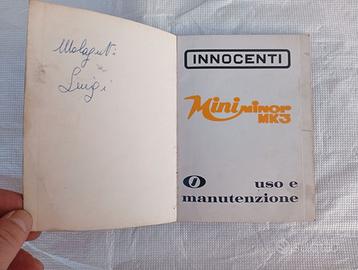 Malaguti
Luigi
INNOCENTI
Mini MINOR
MK3
uso e
manutenzione